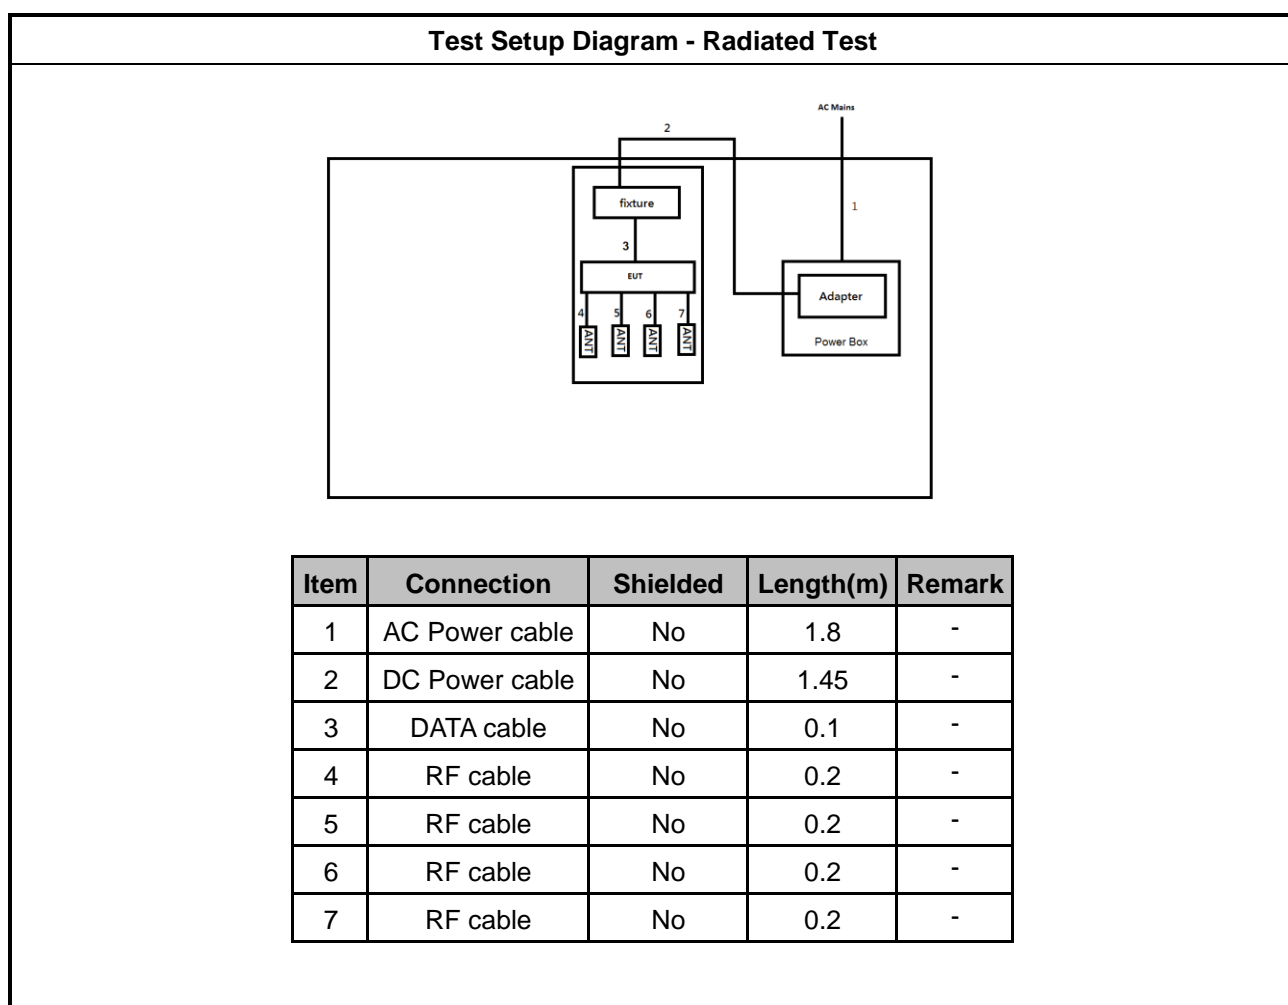 Test Setup Diagram - Radiated Test
AC Mains
2
fixture
1
3
EUT
Adapter
4 5 6 7
ANT ANT ANT ANT
Power Box
Item Connection Shielded Length(m) Remark
1 AC Power cable No 1.8 -
2 DC Power cable No 1.45 -
3 DATA cable No 0.1 -
4 RF cable No 0.2 -
5 RF cable No 0.2 -
6 RF cable No 0.2 -
7 RF cable No 0.2 -